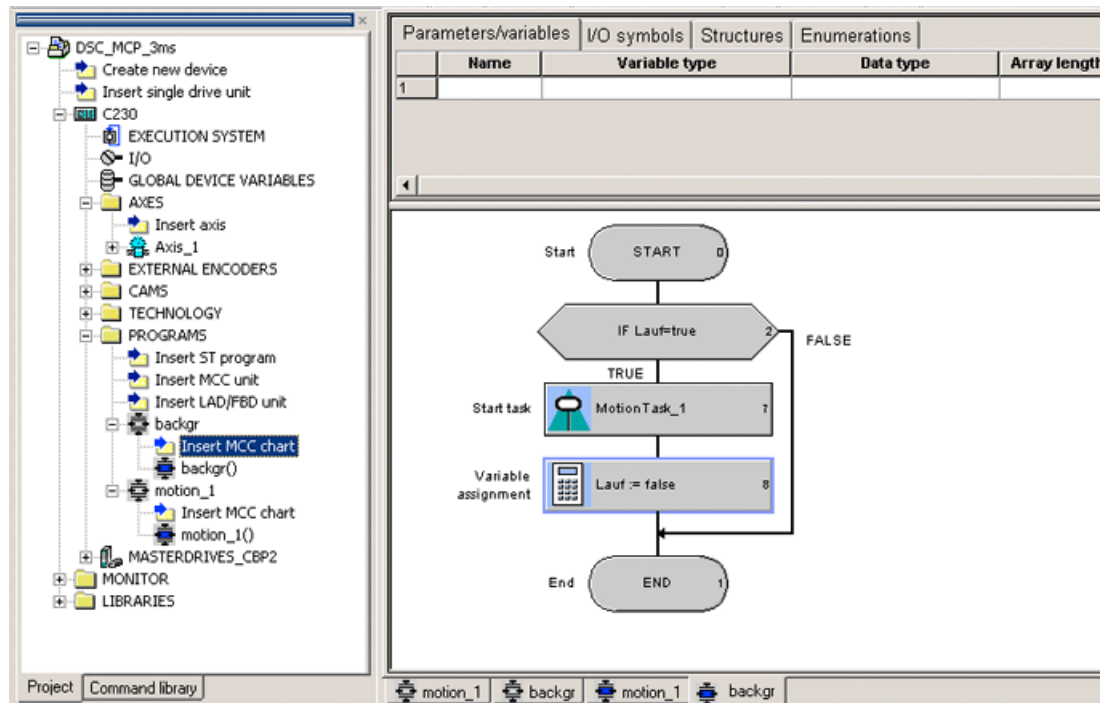 DSC_MCP_3ms
Create new device
Insert single drive unit
C230
EXECUTION SYSTEM
I/O
GLOBAL DEVICE VARIABLES
AXES
Insert axis
Axis_1
EXTERNAL ENCODERS
CAMS
TECHNOLOGY
PROGRAMS
Insert ST program
Insert MCC unit
Insert LAD/FBD unit
backgr
Insert MCC chart
backgr()
motion_1
Insert MCC chart
motion_1()
MASTERDRIVES_CBP2
MONITOR
LIBRARIES
Project Command library
Parameters/variables I/O symbols Structures Enumerations
Name Variable type Data type Array length
1
Start START 0
IF Lauf=true 2
FALSE
TRUE
Start task MotionTask_1 7
Variable
assignment
Lauf := false 8
End END 1
motion_1 backgr motion_1 backgr